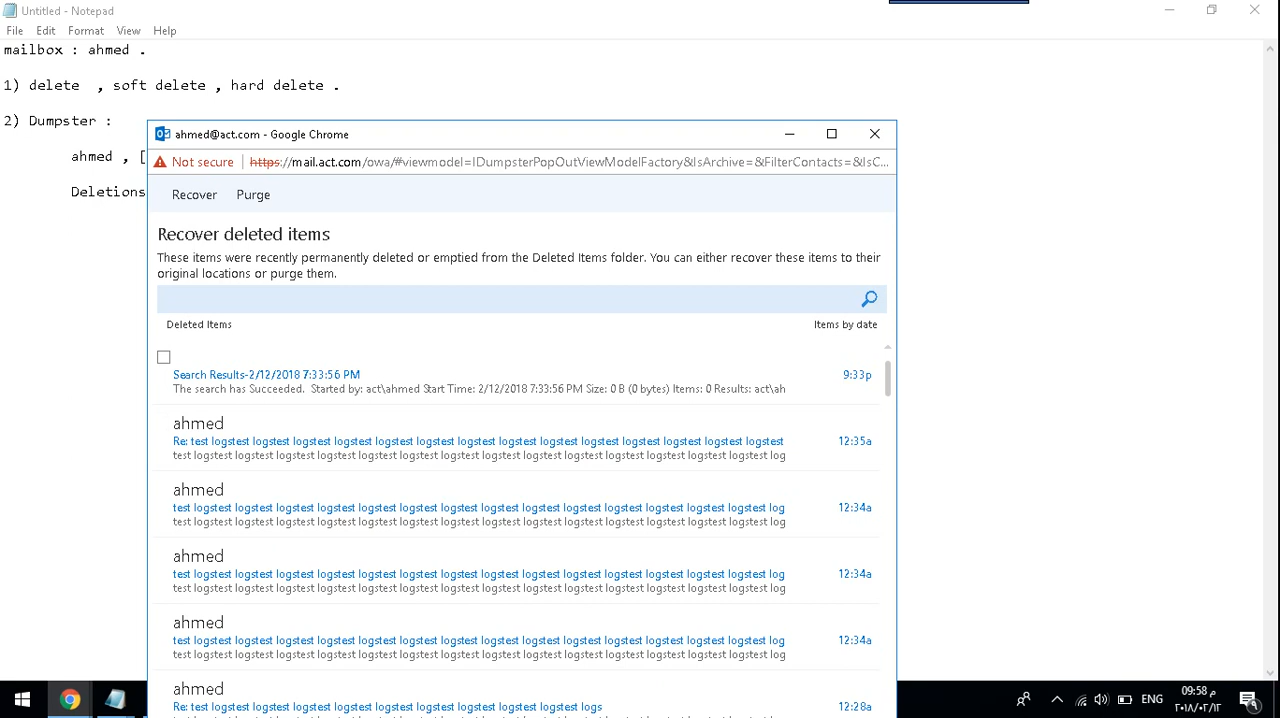 Untitled - Notepad
File Edit Format View Help
mailbox : ahmed .
1) delete , soft delete , hard delete .
2) Dumpster :
ahmed , [
Deletions
ahmed@act.com - Google Chrome
Not secure https://mail.act.com/owa/#viewmodel=IDumpsterPopOutViewModelFactory&IsArchive=&FilterContacts=&IsC...
Recover Purge
Recover deleted items
These items were recently permanently deleted or emptied from the Deleted Items folder. You can either recover these items to their
original locations or purge them.
Deleted Items Items by date
Search Results-2/12/2018 7:33:56 PM 9:33p
The search has Succeeded. Started by: act\ahmed Start Time: 2/12/2018 7:33:56 PM Size: 0 B (0 bytes) Items: 0 Results: act\ah
ahmed
Re: test logstest logstest logstest logstest logstest logstest logstest logstest logstest logstest logstest logstest logstest logstest 12:35a
test logstest logstest logstest logstest logstest logstest logstest logstest logstest logstest logstest logstest logstest logstest log
ahmed
test logstest logstest logstest logstest logstest logstest logstest logstest logstest logstest logstest logstest logstest logstest log 12:34a
test logstest logstest logstest logstest logstest logstest logstest logstest logstest logstest logstest logstest logstest logstest log
ahmed
test logstest logstest logstest logstest logstest logstest logstest logstest logstest logstest logstest logstest logstest logstest log 12:34a
test logstest logstest logstest logstest logstest logstest logstest logstest logstest logstest logstest logstest logstest logstest log
ahmed
test logstest logstest logstest logstest logstest logstest logstest logstest logstest logstest logstest logstest logstest logstest log 12:34a
test logstest logstest logstest logstest logstest logstest logstest logstest logstest logstest logstest logstest logstest logstest log
ahmed
Re: test logstest logstest logstest logstest logstest logstest logstest logstest logstest logs 12:28a
ENG
09:58 م
٢٠١٨/٠٢/١٢